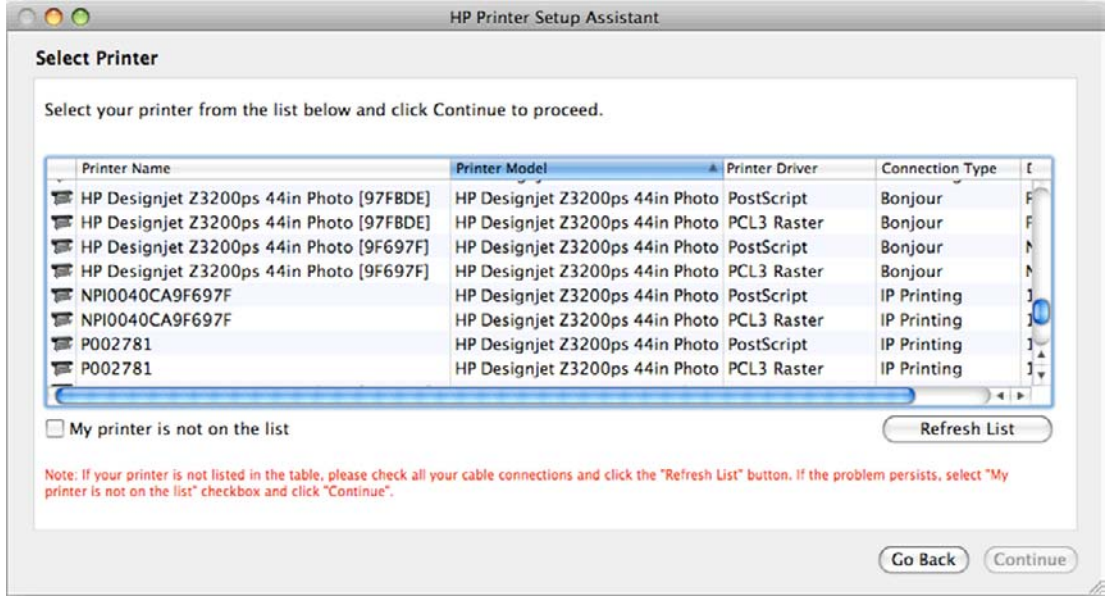 HP Printer Setup Assistant
Select Printer
Select your printer from the list below and click Continue to proceed.
Printer Name Printer Model Printer Driver Connection Type
HP Designjet Z3200ps 44in Photo [97FBDE] HP Designjet Z3200ps 44in Photo PostScript Bonjour
HP Designjet Z3200ps 44in Photo [97FBDE] HP Designjet Z3200ps 44in Photo PCL3 Raster Bonjour
HP Designjet Z3200ps 44in Photo [9F697F] HP Designjet Z3200ps 44in Photo PostScript Bonjour
HP Designjet Z3200ps 44in Photo [9F697F] HP Designjet Z3200ps 44in Photo PCL3 Raster Bonjour
NPI0040CA9F697F HP Designjet Z3200ps 44in Photo PostScript IP Printing
NPI0040CA9F697F HP Designjet Z3200ps 44in Photo PCL3 Raster IP Printing
P002781 HP Designjet Z3200ps 44in Photo PostScript IP Printing
P002781 HP Designjet Z3200ps 44in Photo PCL3 Raster IP Printing
My printer is not on the list
Refresh List
Note: If your printer is not listed in the table, please check all your cable connections and click the "Refresh List" button. If the problem persists, select "My
printer is not on the list" checkbox and click "Continue".
Go Back Continue